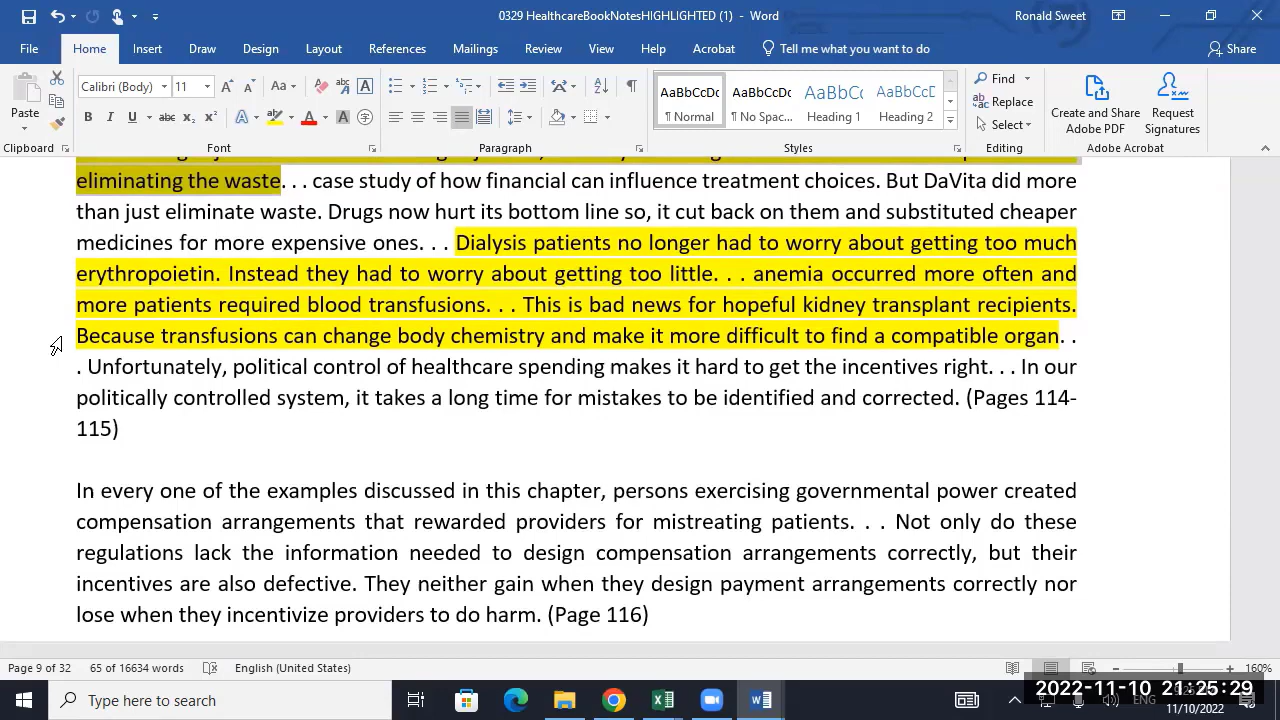 0329 HealthcareBookNotesHIGHLIGHTED (1) - Word
Ronald Sweet
File Home Insert Draw Design Layout References Mailings Review View Help Acrobat Tell me what you want to do Share
Calibri (Body) 11 Aa
Paste
B I U abc X₂ X² A A A
AaBbCcDc AaBbCcDc AaBbCc AaBbCcD
¶ Normal ¶ No Spac... Heading 1 Heading 2
Find
Replace
Select
Create and Share Adobe PDF
Request Signatures
Clipboard Font Paragraph Styles Editing Adobe Acrobat
eliminating the waste. . . case study of how financial can influence treatment choices. But DaVita did more
than just eliminate waste. Drugs now hurt its bottom line so, it cut back on them and substituted cheaper
medicines for more expensive ones. . . Dialysis patients no longer had to worry about getting too much
erythropoietin. Instead they had to worry about getting too little. . . anemia occurred more often and
more patients required blood transfusions. . . This is bad news for hopeful kidney transplant recipients.
Because transfusions can change body chemistry and make it more difficult to find a compatible organ. .
. Unfortunately, political control of healthcare spending makes it hard to get the incentives right. . . In our
politically controlled system, it takes a long time for mistakes to be identified and corrected. (Pages 114-
115)
In every one of the examples discussed in this chapter, persons exercising governmental power created
compensation arrangements that rewarded providers for mistreating patients. . . Not only do these
regulations lack the information needed to design compensation arrangements correctly, but their
incentives are also defective. They neither gain when they design payment arrangements correctly nor
lose when they incentivize providers to do harm. (Page 116)
Page 9 of 32 65 of 16634 words English (United States) 160%
Type here to search
2022-11-10 21:25:29
ENG
11/10/2022